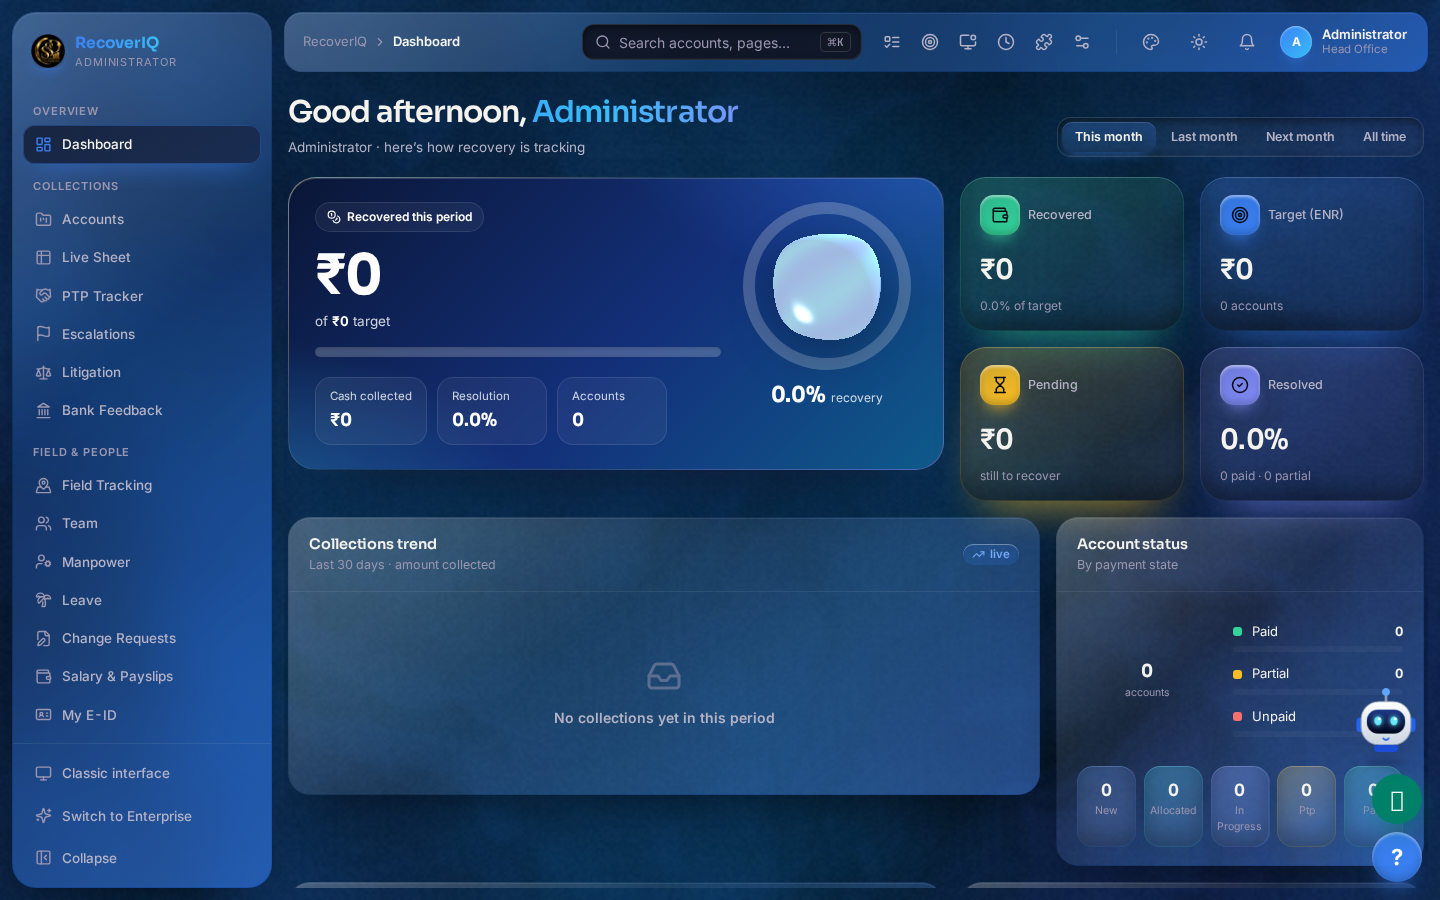 RecoverIQ
ADMINISTRATOR
OVERVIEW
Dashboard
COLLECTIONS
Accounts
Live Sheet
PTP Tracker
Escalations
Litigation
Bank Feedback
FIELD & PEOPLE
Field Tracking
Team
Manpower
Leave
Change Requests
Salary & Payslips
My E-ID
Classic interface
Switch to Enterprise
Collapse
RecoverIQ > Dashboard
Search accounts, pages... ⌘K
A
Administrator
Head Office
Good afternoon, Administrator
Administrator · here's how recovery is tracking
This month Last month Next month All time
Recovered this period
₹0
of ₹0 target
Cash collected
₹0
Resolution
0.0%
Accounts
0
0.0% recovery
Recovered
₹0
0.0% of target
Target (ENR)
₹0
0 accounts
Pending
₹0
still to recover
Resolved
0.0%
0 paid · 0 partial
Collections trend
Last 30 days · amount collected
live
No collections yet in this period
Account status
By payment state
0
accounts
Paid 0
Partial 0
Unpaid
0
New
0
Allocated
0
In
Progress
0
Ptp
?